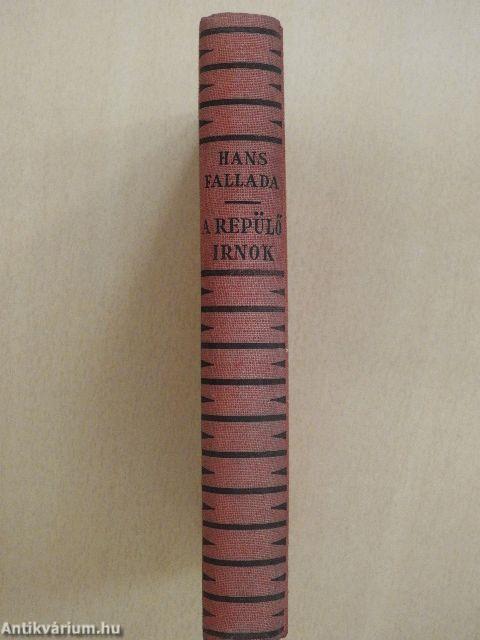 HANS
FALLADA
A REPÜLŐ
IRNOK
Antikvárium.hu